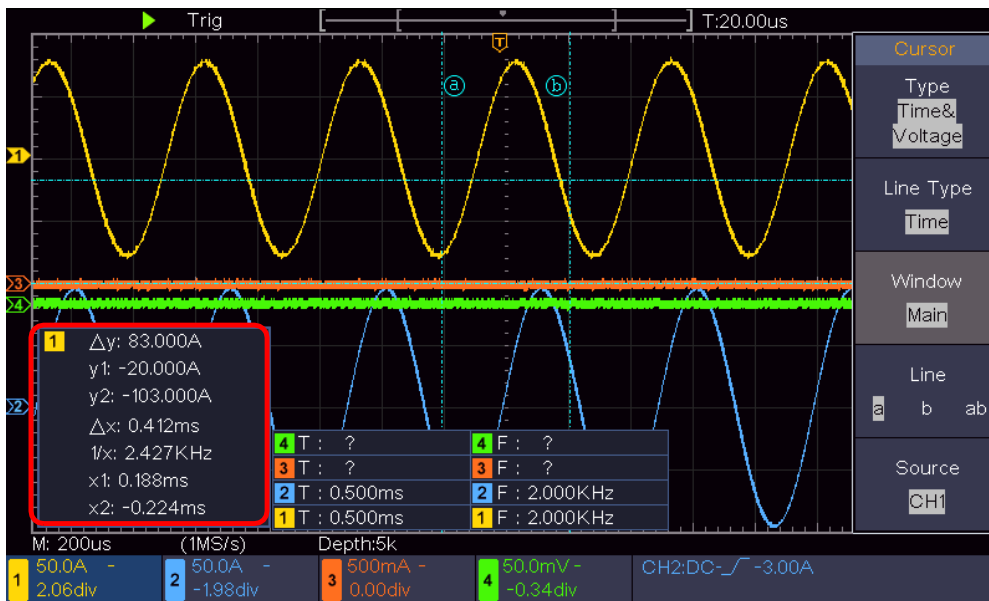 Trig
T
T:20.00us
Cursor
Type
Time&
Voltage
Line Type
Time
Window
Main
Line
a b ab
Source
CH1
a b
1
3
4
2
1 △y: 83.000A
y1: -20.000A
y2: -103.000A
△x: 0.412ms
1/x: 2.427KHz
x1: 0.188ms
x2: -0.224ms
4 T : ? 4 F : ?
3 T : ? 3 F : ?
2 T : 0.500ms 2 F : 2.000KHz
1 T : 0.500ms 1 F : 2.000KHz
M: 200us (1MS/s) Depth:5k
1 50.0A - 2.06div
2 50.0A - -1.98div
3 500mA - 0.00div
4 50.0mV - -0.34div
CH2:DC- -3.00A